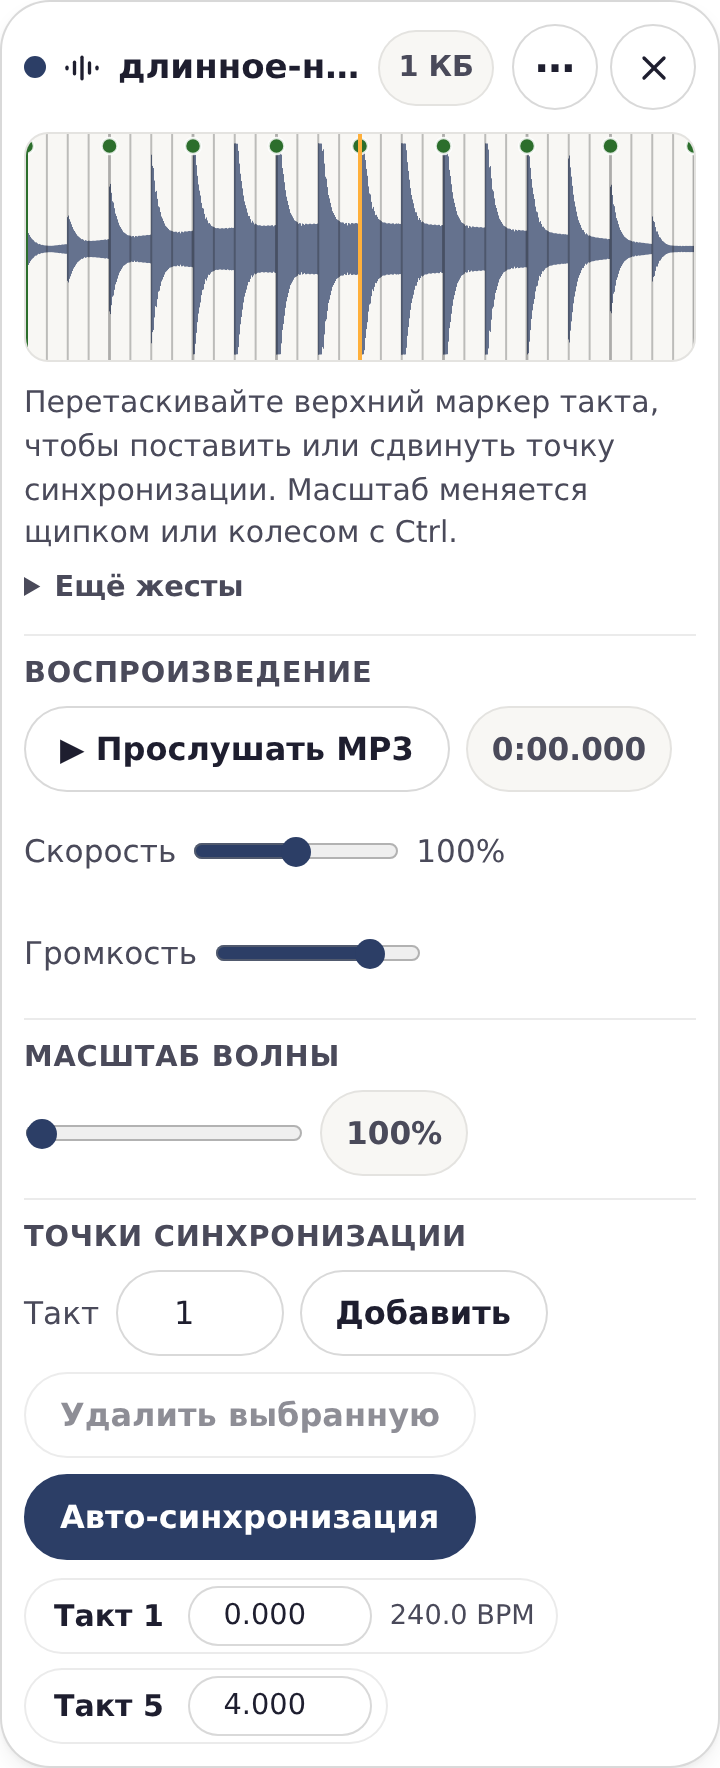 длинное-н...
1 КБ
Перетаскивайте верхний маркер такта,
чтобы поставить или сдвинуть точку
синхронизации. Масштаб меняется
щипком или колесом с Ctrl.
▶ Ещё жесты
ВОСПРОИЗВЕДЕНИЕ
▶ Прослушать MP3
0:00.000
Скорость
100%
Громкость
МАСШТАБ ВОЛНЫ
100%
ТОЧКИ СИНХРОНИЗАЦИИ
Такт
1
Добавить
Удалить выбранную
Авто-синхронизация
Такт 1
0.000
240.0 BPM
Такт 5
4.000